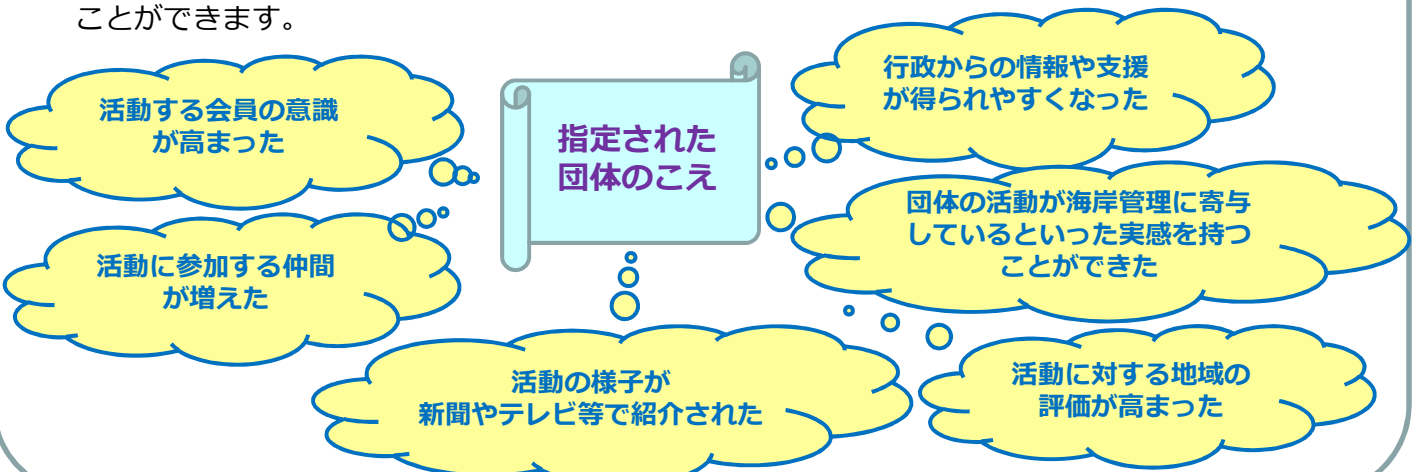 ことができます。
指定された
団体のこえ
活動する会員の意識
が高まった
活動に参加する仲間
が増えた
活動の様子が
新聞やテレビ等で紹介された
行政からの情報や支援
が得られやすくなった
団体の活動が海岸管理に寄与
しているといった実感を持つ
ことができた
活動に対する地域の
評価が高まった